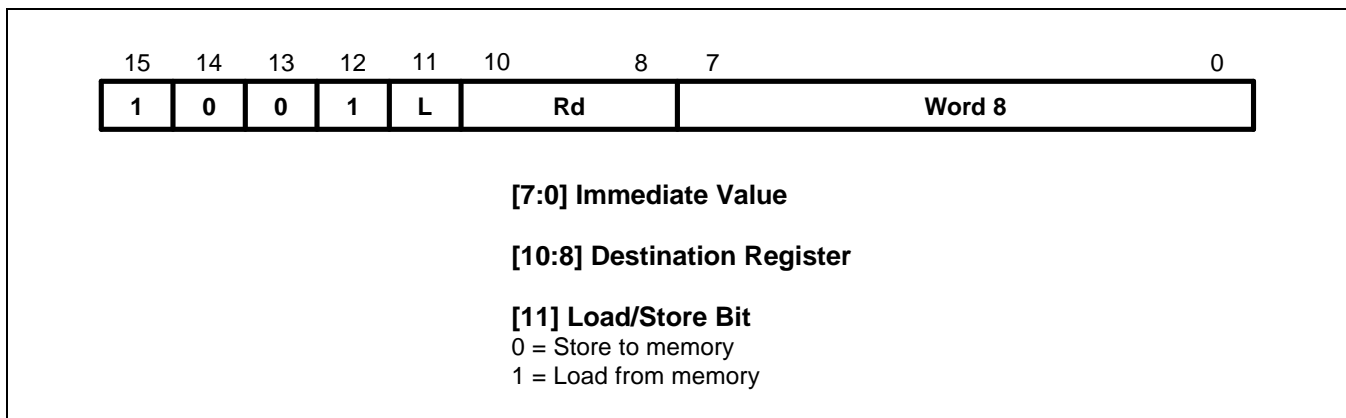 15 14 13 12 11 10 8 7 0
1 0 0 1 L Rd Word 8
[7:0] Immediate Value
[10:8] Destination Register
[11] Load/Store Bit
0 = Store to memory
1 = Load from memory